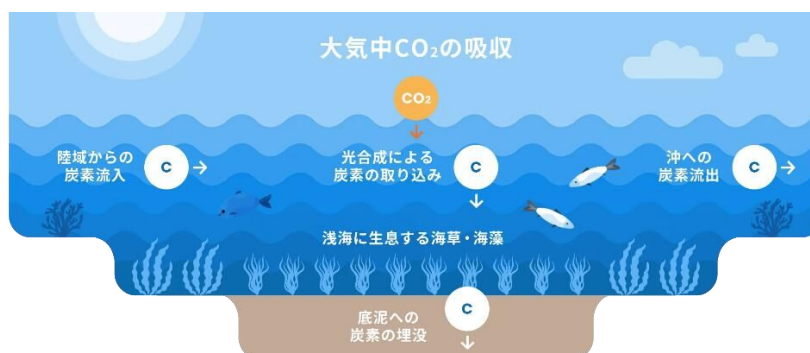 大気中CO₂の吸収
CO₂
陸域からの
炭素流入
C
光合成による
炭素の取り込み
C
沖への
炭素流出
C
浅海に生息する海草・海藻
底泥への
炭素の埋没
C